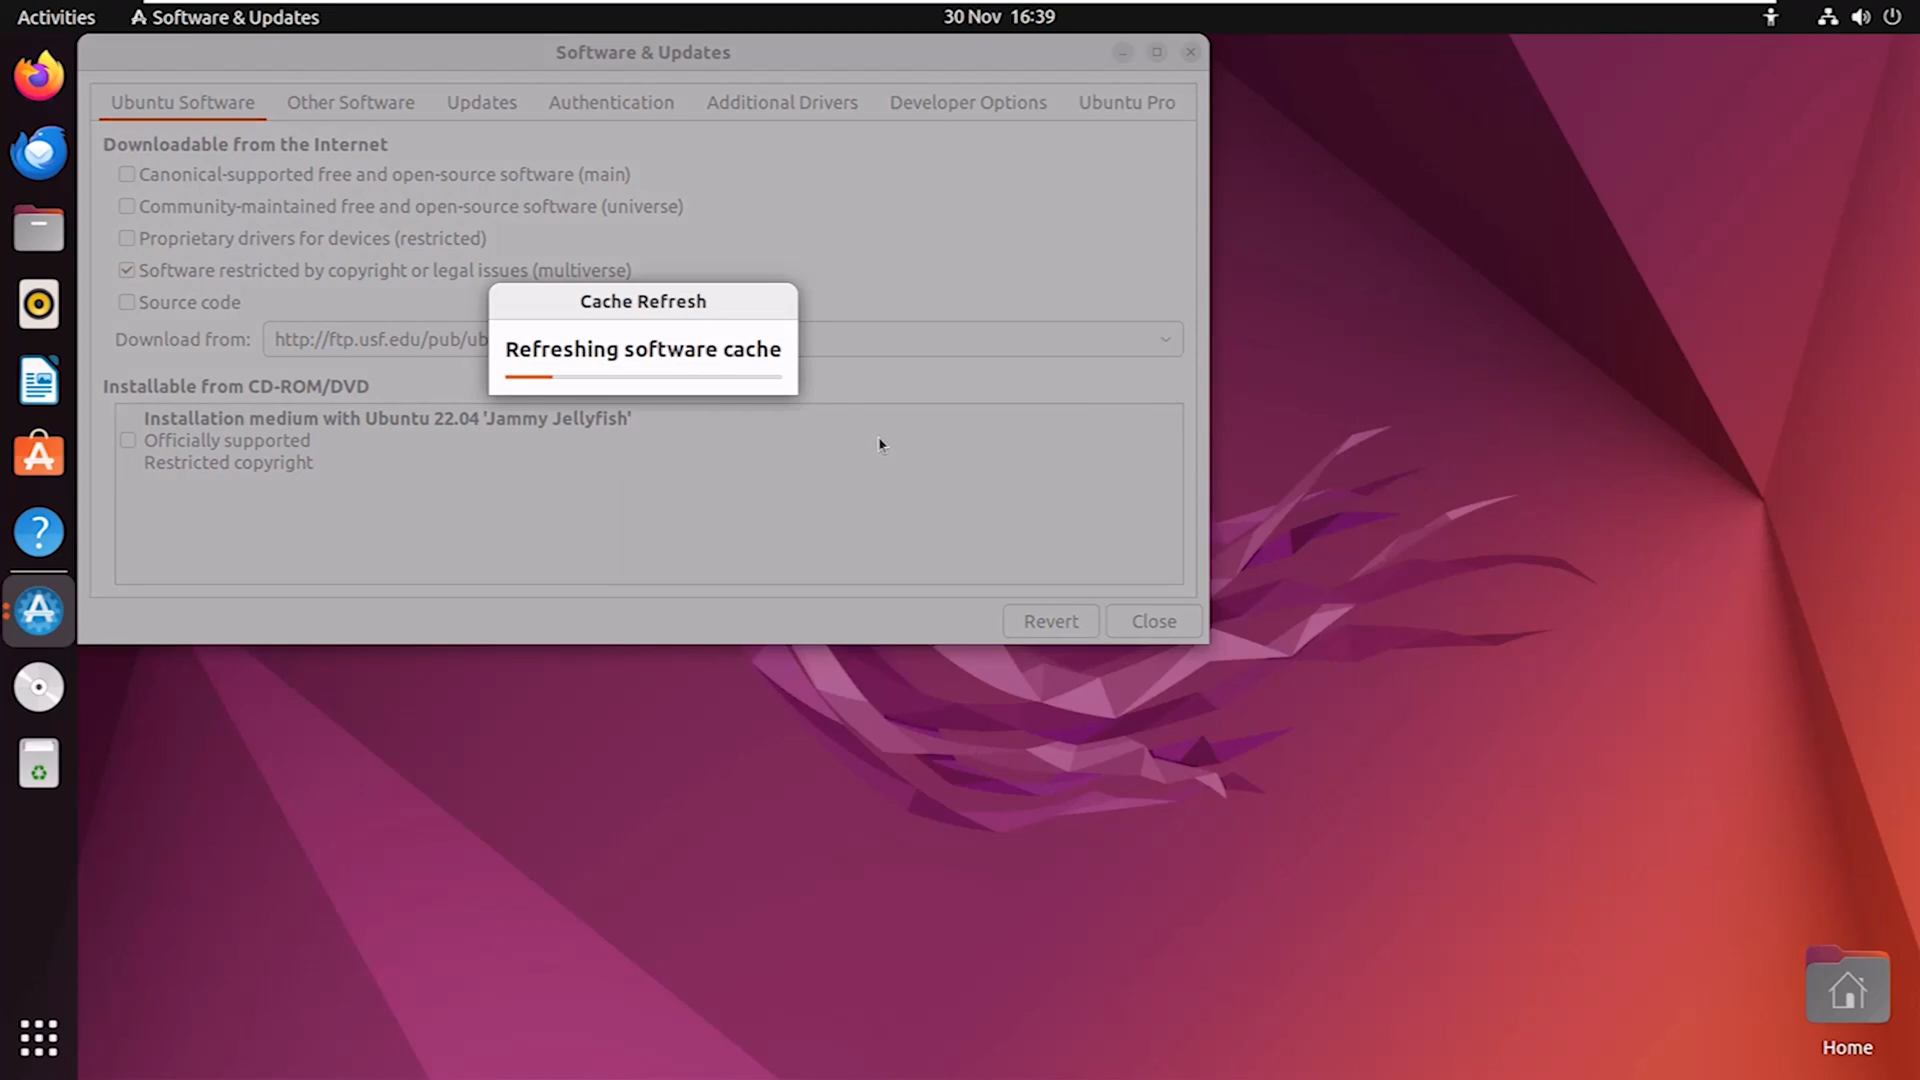 Activities
Software & Updates
30 Nov 16:39
Software & Updates
Ubuntu Software
Other Software
Updates
Authentication
Additional Drivers
Developer Options
Ubuntu Pro
Downloadable from the Internet
Canonical-supported free and open-source software (main)
Community-maintained free and open-source software (universe)
Proprietary drivers for devices (restricted)
Software restricted by copyright or legal issues (multiverse)
Source code
Cache Refresh
Refreshing software cache
Download from:
http://ftp.usf.edu/pub/ub
Installable from CD-ROM/DVD
Installation medium with Ubuntu 22.04 'Jammy Jellyfish'
Officially supported
Restricted copyright
Revert
Close
Home